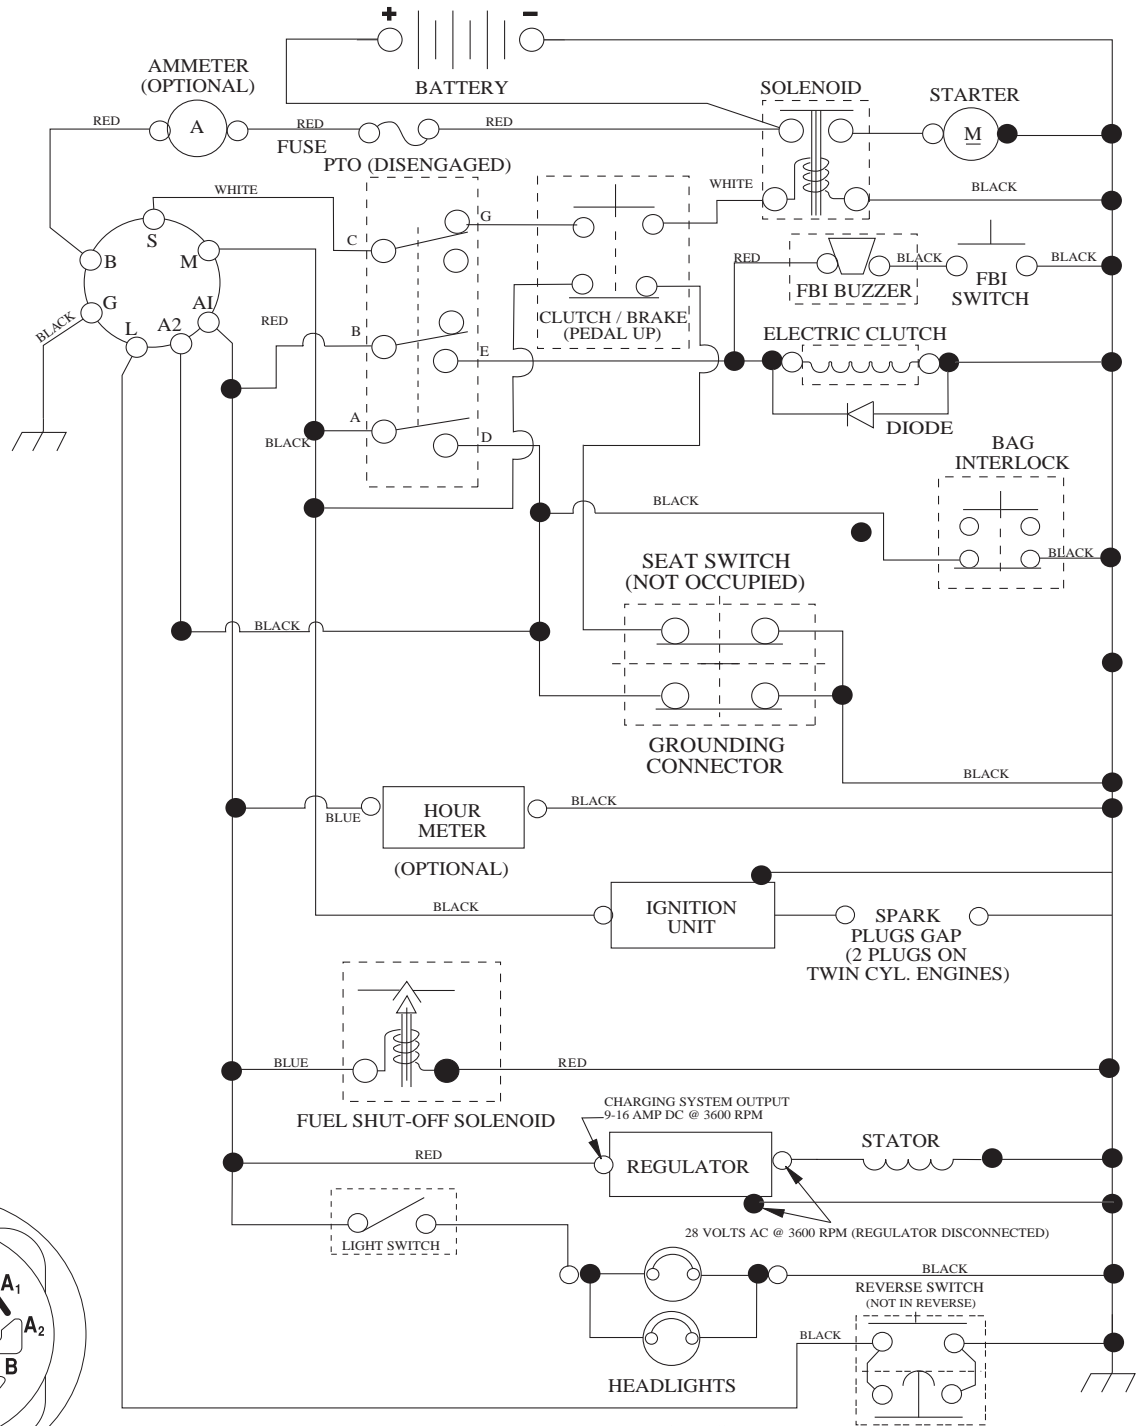 + −
BATTERY
AMMETER
(OPTIONAL)
SOLENOID
STARTER
RED
A
RED
FUSE
RED
M
PTO (DISENGAGED)
WHITE
WHITE
BLACK
S
B
M
C
G
RED
BLACK
BLACK
FBI BUZZER
FBI
SWITCH
G
L
A2
A1
BLACK
RED
B
CLUTCH / BRAKE
(PEDAL UP)
ELECTRIC CLUTCH
E
A
BLACK
D
DIODE
BAG
INTERLOCK
BLACK
BLACK
SEAT SWITCH
(NOT OCCUPIED)
BLACK
GROUNDING
CONNECTOR
BLACK
BLUE
HOUR
METER
BLACK
(OPTIONAL)
BLACK
IGNITION
UNIT
SPARK
PLUGS GAP
(2 PLUGS ON
TWIN CYL. ENGINES)
BLUE
RED
FUEL SHUT-OFF SOLENOID
CHARGING SYSTEM OUTPUT
9-16 AMP DC @ 3600 RPM
RED
REGULATOR
STATOR
28 VOLTS AC @ 3600 RPM (REGULATOR DISCONNECTED)
LIGHT SWITCH
BLACK
REVERSE SWITCH
(NOT IN REVERSE)
BLACK
HEADLIGHTS
A1
A2
B